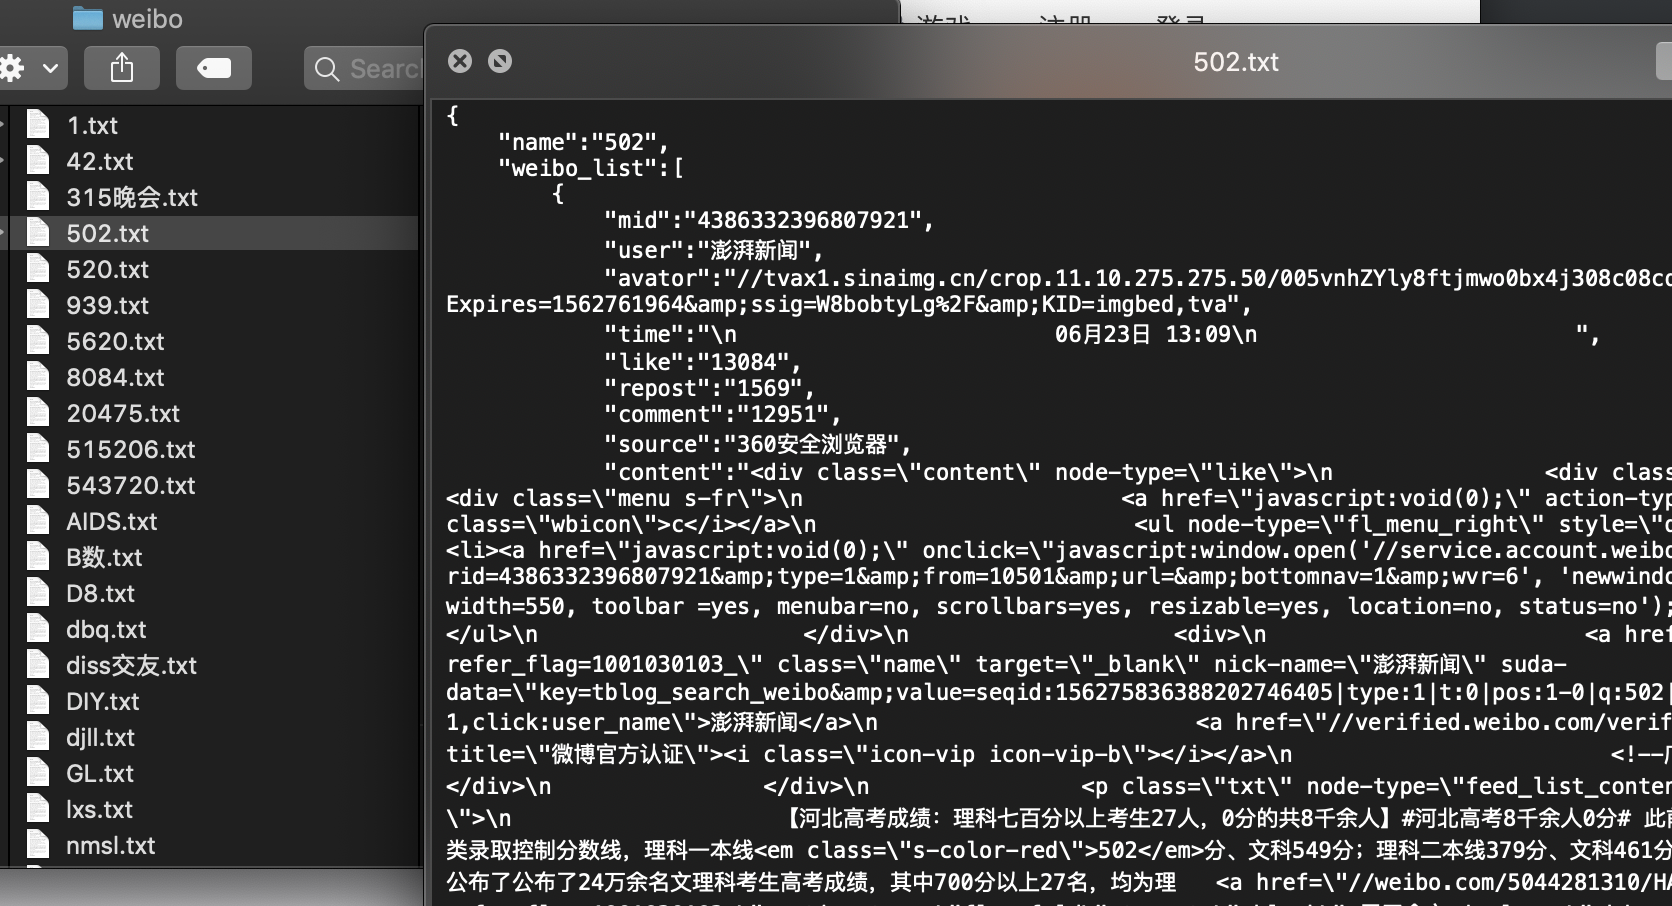 weibo
游戏 注册 登录
Search
502.txt
1.txt
42.txt
315晚会.txt
502.txt
520.txt
939.txt
5620.txt
8084.txt
20475.txt
515206.txt
543720.txt
AIDS.txt
B数.txt
D8.txt
dbq.txt
diss交友.txt
DIY.txt
djll.txt
GL.txt
lxs.txt
nmsl.txt
{
"name":"502",
"weibo_list":[
{
"mid":"4386332396807921",
"user":"澎湃新闻",
"avator":"//tvax1.sinaimg.cn/crop.11.10.275.275.50/005vnhZYly8ftjmwo0bx4j308c08cc
Expires=1562761964&amp;ssig=W8bobtyLg%2F&amp;KID=imgbed,tva",
"time":"\n 06月23日 13:09\n ",
"like":"13084",
"repost":"1569",
"comment":"12951",
"source":"360安全浏览器",
"content":"<div class=\"content\" node-type=\"like\">\n <div clas
<div class=\"menu s-fr\">\n <a href=\"javascript:void(0);\" action-typ
class=\"wbicon\">c</i></a>\n <ul node-type=\"fl_menu_right\" style=\"d
<li><a href=\"javascript:void(0);\" onclick=\"javascript:window.open('//service.account.weibo
rid=4386332396807921&amp;type=1&amp;from=10501&amp;url=&amp;bottomnav=1&amp;wvr=6', 'newwindo
width=550, toolbar =yes, menubar=no, scrollbars=yes, resizable=yes, location=no, status=no');
</ul>\n </div>\n <div>\n <a href
refer_flag=1001030103_\" class=\"name\" target=\"_blank\" nick-name=\"澎湃新闻\" suda-
data=\"key=tblog_search_weibo&amp;value=seqid:156275836388202746405|type:1|t:0|pos:1-0|q:502|
1,click:user_name\">澎湃新闻</a>\n <a href=\"//verified.weibo.com/verif
title=\"微博官方认证\"><i class=\"icon-vip icon-vip-b\"></i></a>\n <!--
</div>\n </div>\n <p class=\"txt\" node-type=\"feed_list_conten
\">\n 【河北高考成绩：理科七百分以上考生27人，0分的共8千余人】#河北高考8千余人0分# 此前
类录取控制分数线，理科一本线<em class=\"s-color-red\">502</em>分、文科549分；理科二本线379分、文科461分
公布了公布了24万余名文理科考生高考成绩，其中700分以上27名，均为理 <a href=\"//weibo.com/5044281310/HA